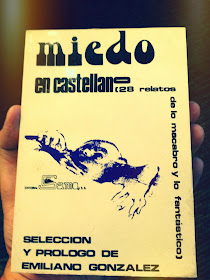 miedo
en castellano
(28 relatos
de lo macabro y lo fantástico)
SELECCION
Y PROLOGO DE
EMILIANO GONZALEZ